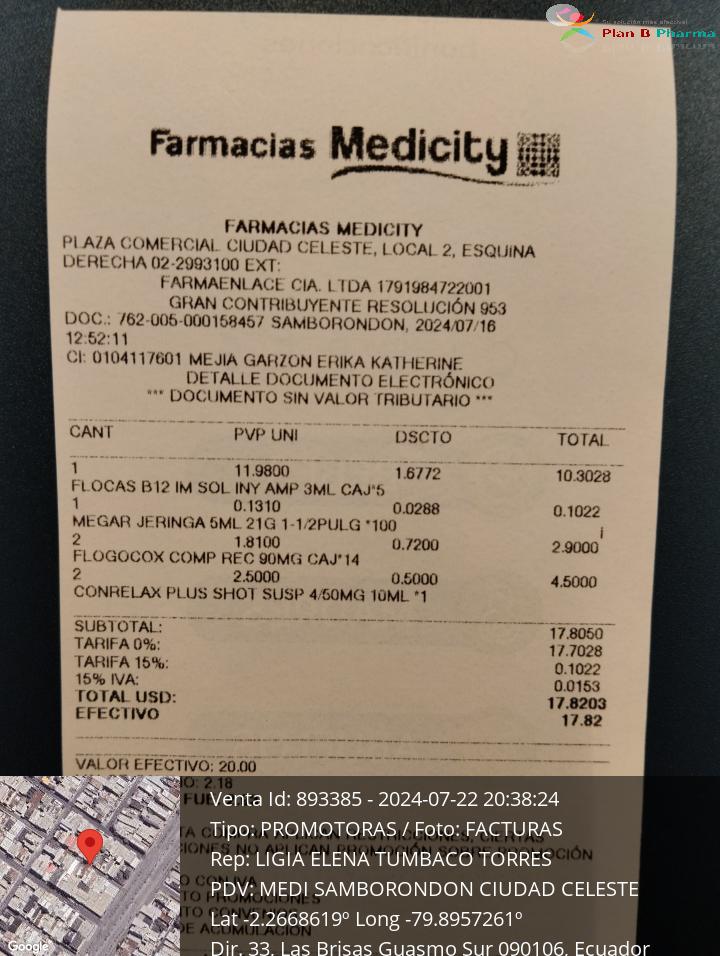 Su solución más efectiva!
Plan B Pharma
Farmacias Medicity
FARMACIAS MEDICITY
PLAZA COMERCIAL CIUDAD CELESTE, LOCAL 2, ESQUINA
DERECHA 02-2993100 EXT:
FARMAENLACE CIA. LTDA 1791984722001
GRAN CONTRIBUYENTE RESOLUCIÓN 953
DOC.: 762-005-000158457 SAMBORONDON, 2024/07/16
12:52:11
CI: 0104117601 MEJIA GARZON ERIKA KATHERINE
DETALLE DOCUMENTO ELECTRÓNICO
*** DOCUMENTO SIN VALOR TRIBUTARIO ***
CANT PVP UNI DSCTO TOTAL
1 11.9800 1.6772 10.3028
FLOCAS B12 IM SOL INY AMP 3ML CAJ*5
1 0.1310 0.0288 0.1022
MEGAR JERINGA 5ML 21G 1-1/2PULG *100 i
2 1.8100 0.7200 2.9000
FLOGOCOX COMP REC 90MG CAJ*14
2 2.5000 0.5000 4.5000
CONRELAX PLUS SHOT SUSP 4/50MG 10ML *1
SUBTOTAL: 17.8050
TARIFA 0%: 17.7028
TARIFA 15%: 0.1022
15% IVA: 0.0153
TOTAL USD: 17.8203
EFECTIVO 17.82
VALOR EFECTIVO: 20.00
IO: 2.18
Venta Id: 893385 - 2024-07-22 20:38:24
Tipo: PROMOTORAS / Foto: FACTURAS
Rep: LIGIA ELENA TUMBACO TORRES
PDV: MEDI SAMBORONDON CIUDAD CELESTE
Lat -2.2668619º Long -79.8957261º
Dir. 33, Las Brisas Guasmo Sur 090106, Ecuador
Google